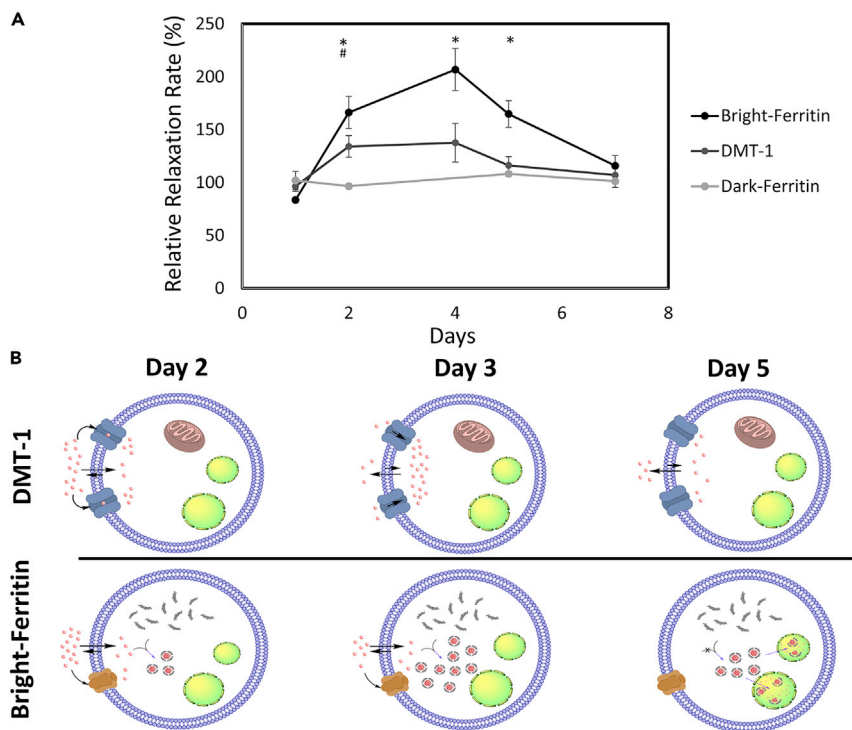 A
Relative Relaxation Rate (%)
250
200
150
100
50
0
0 2 4 6 8
Days
*
#
*
*
Bright-Ferritin
DMT-1
Dark-Ferritin
B
Day 2 Day 3 Day 5
DMT-1
Bright-Ferritin